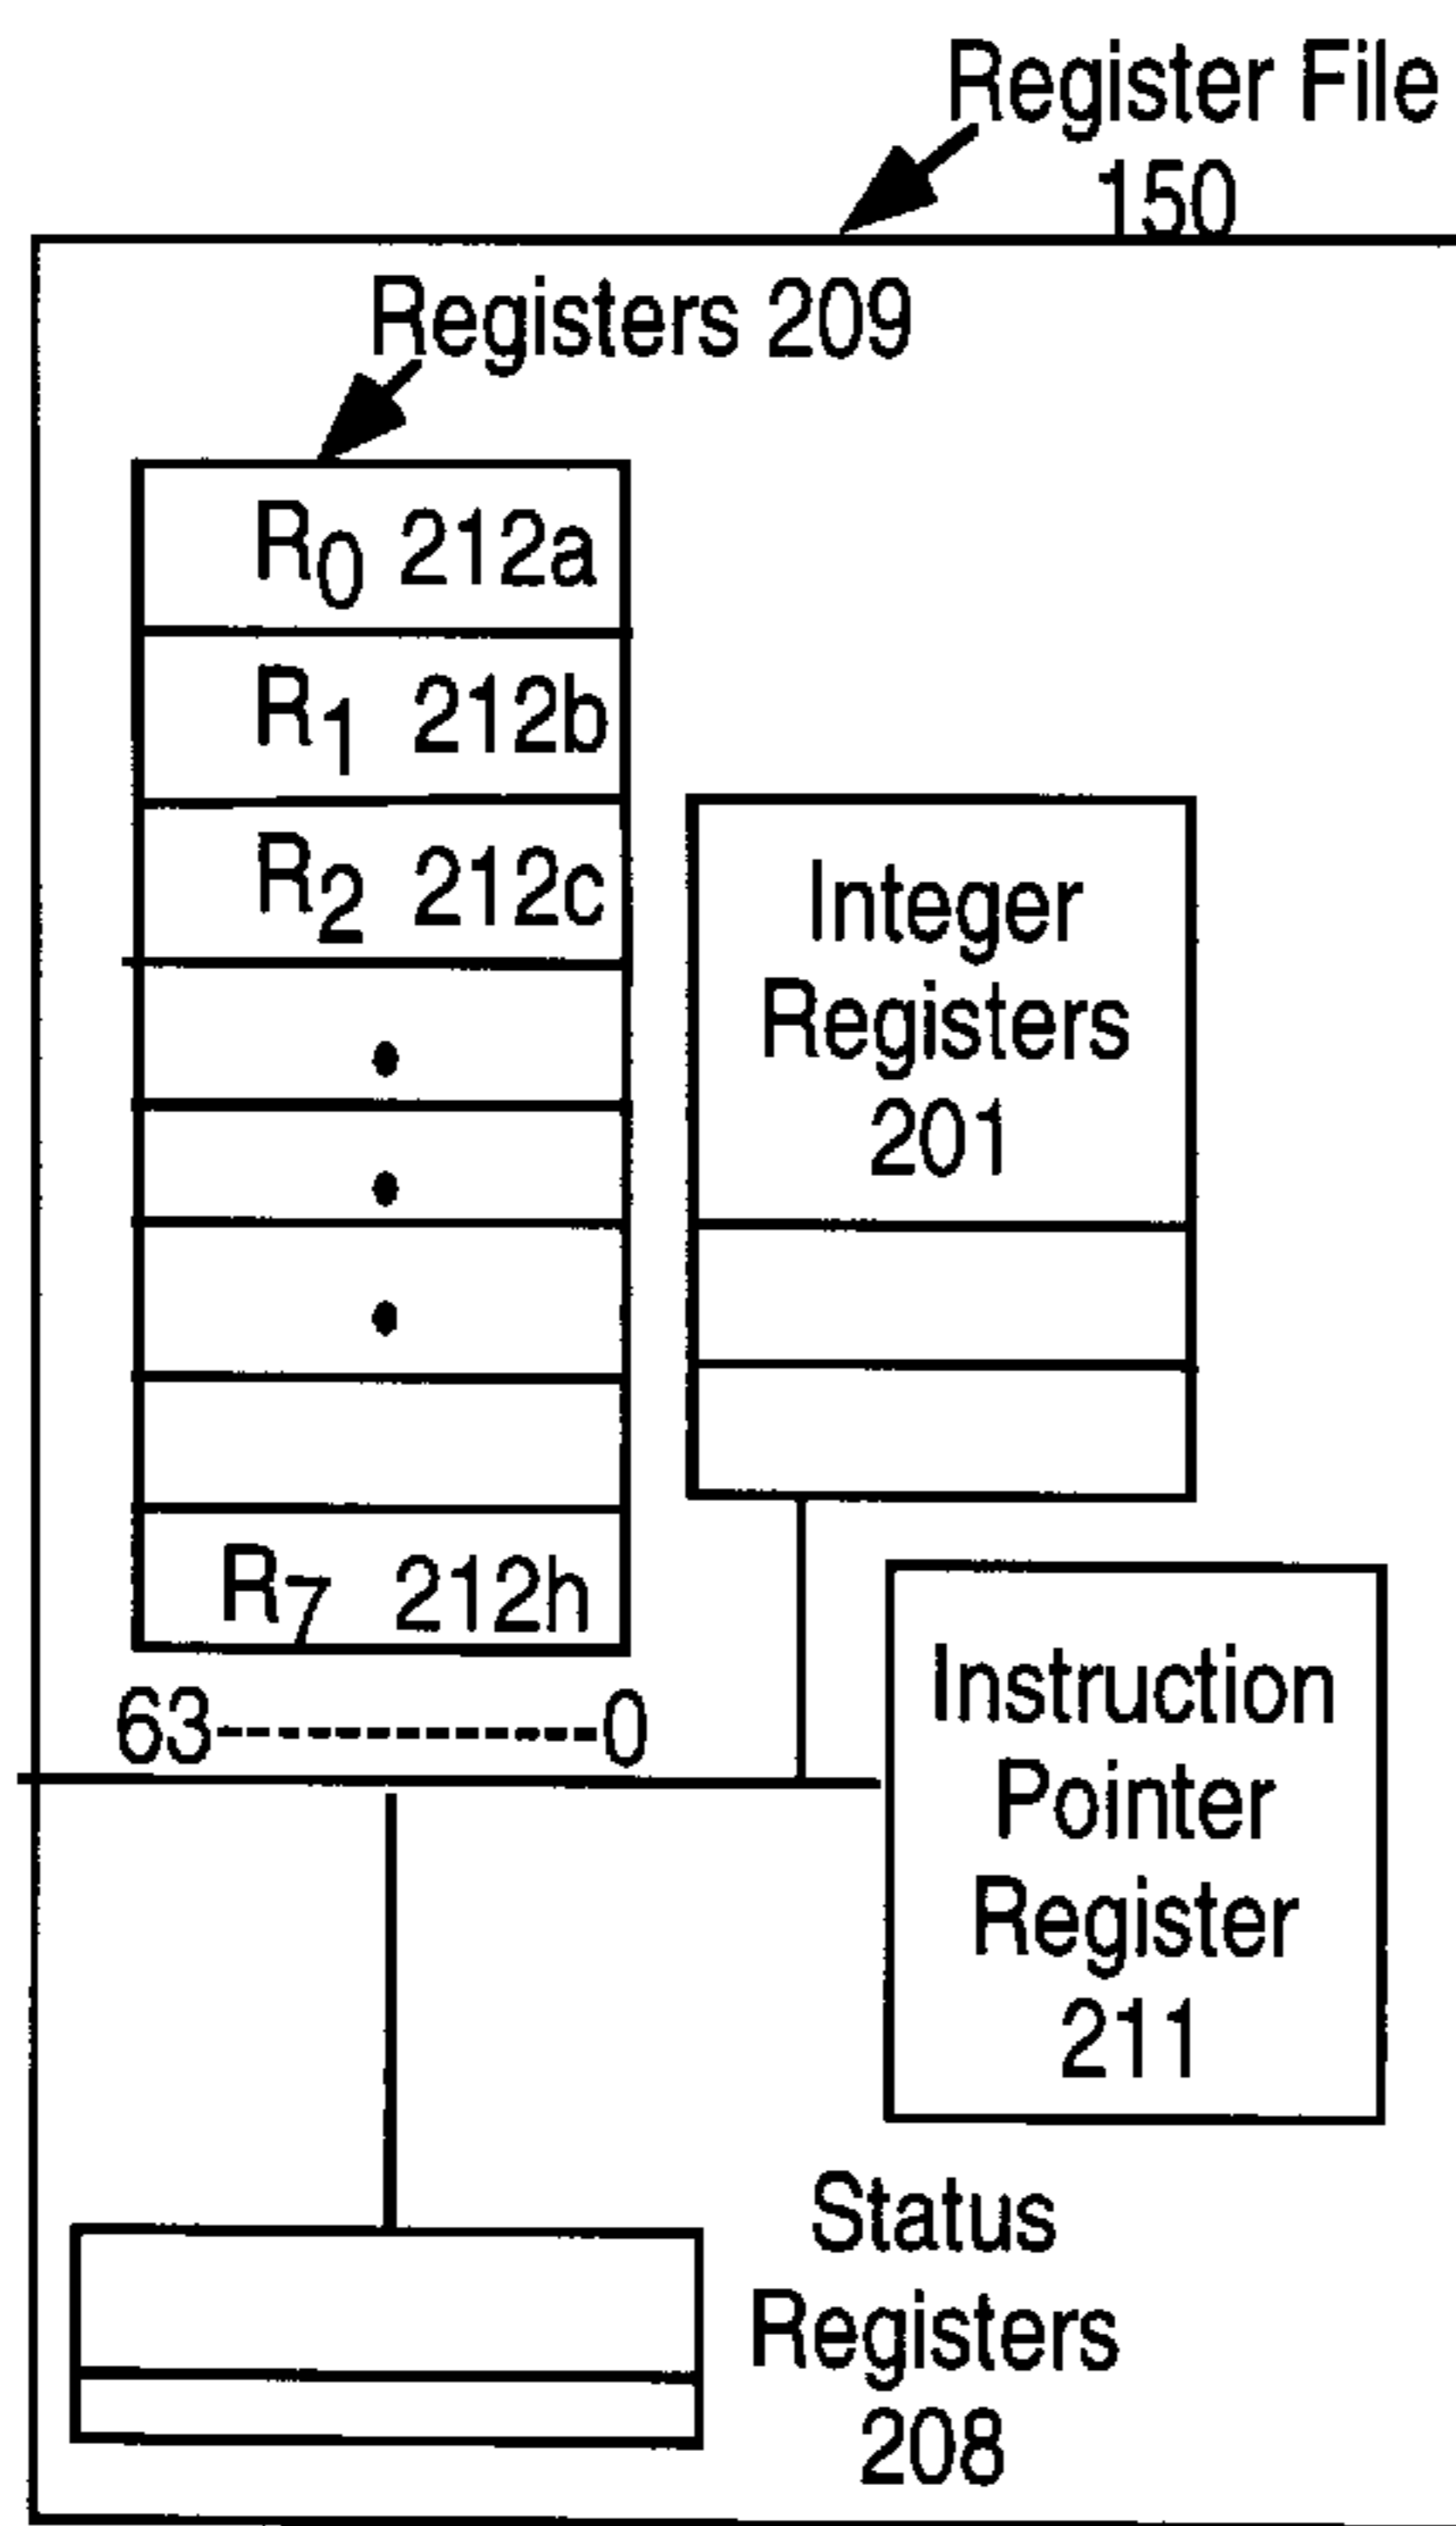 Register File
150
Registers 209
R0 212a
R1 212b
R2 212c
Integer
Registers
201
R7 212h
63------------0
Instruction
Pointer
Register
211
Status
Registers
208